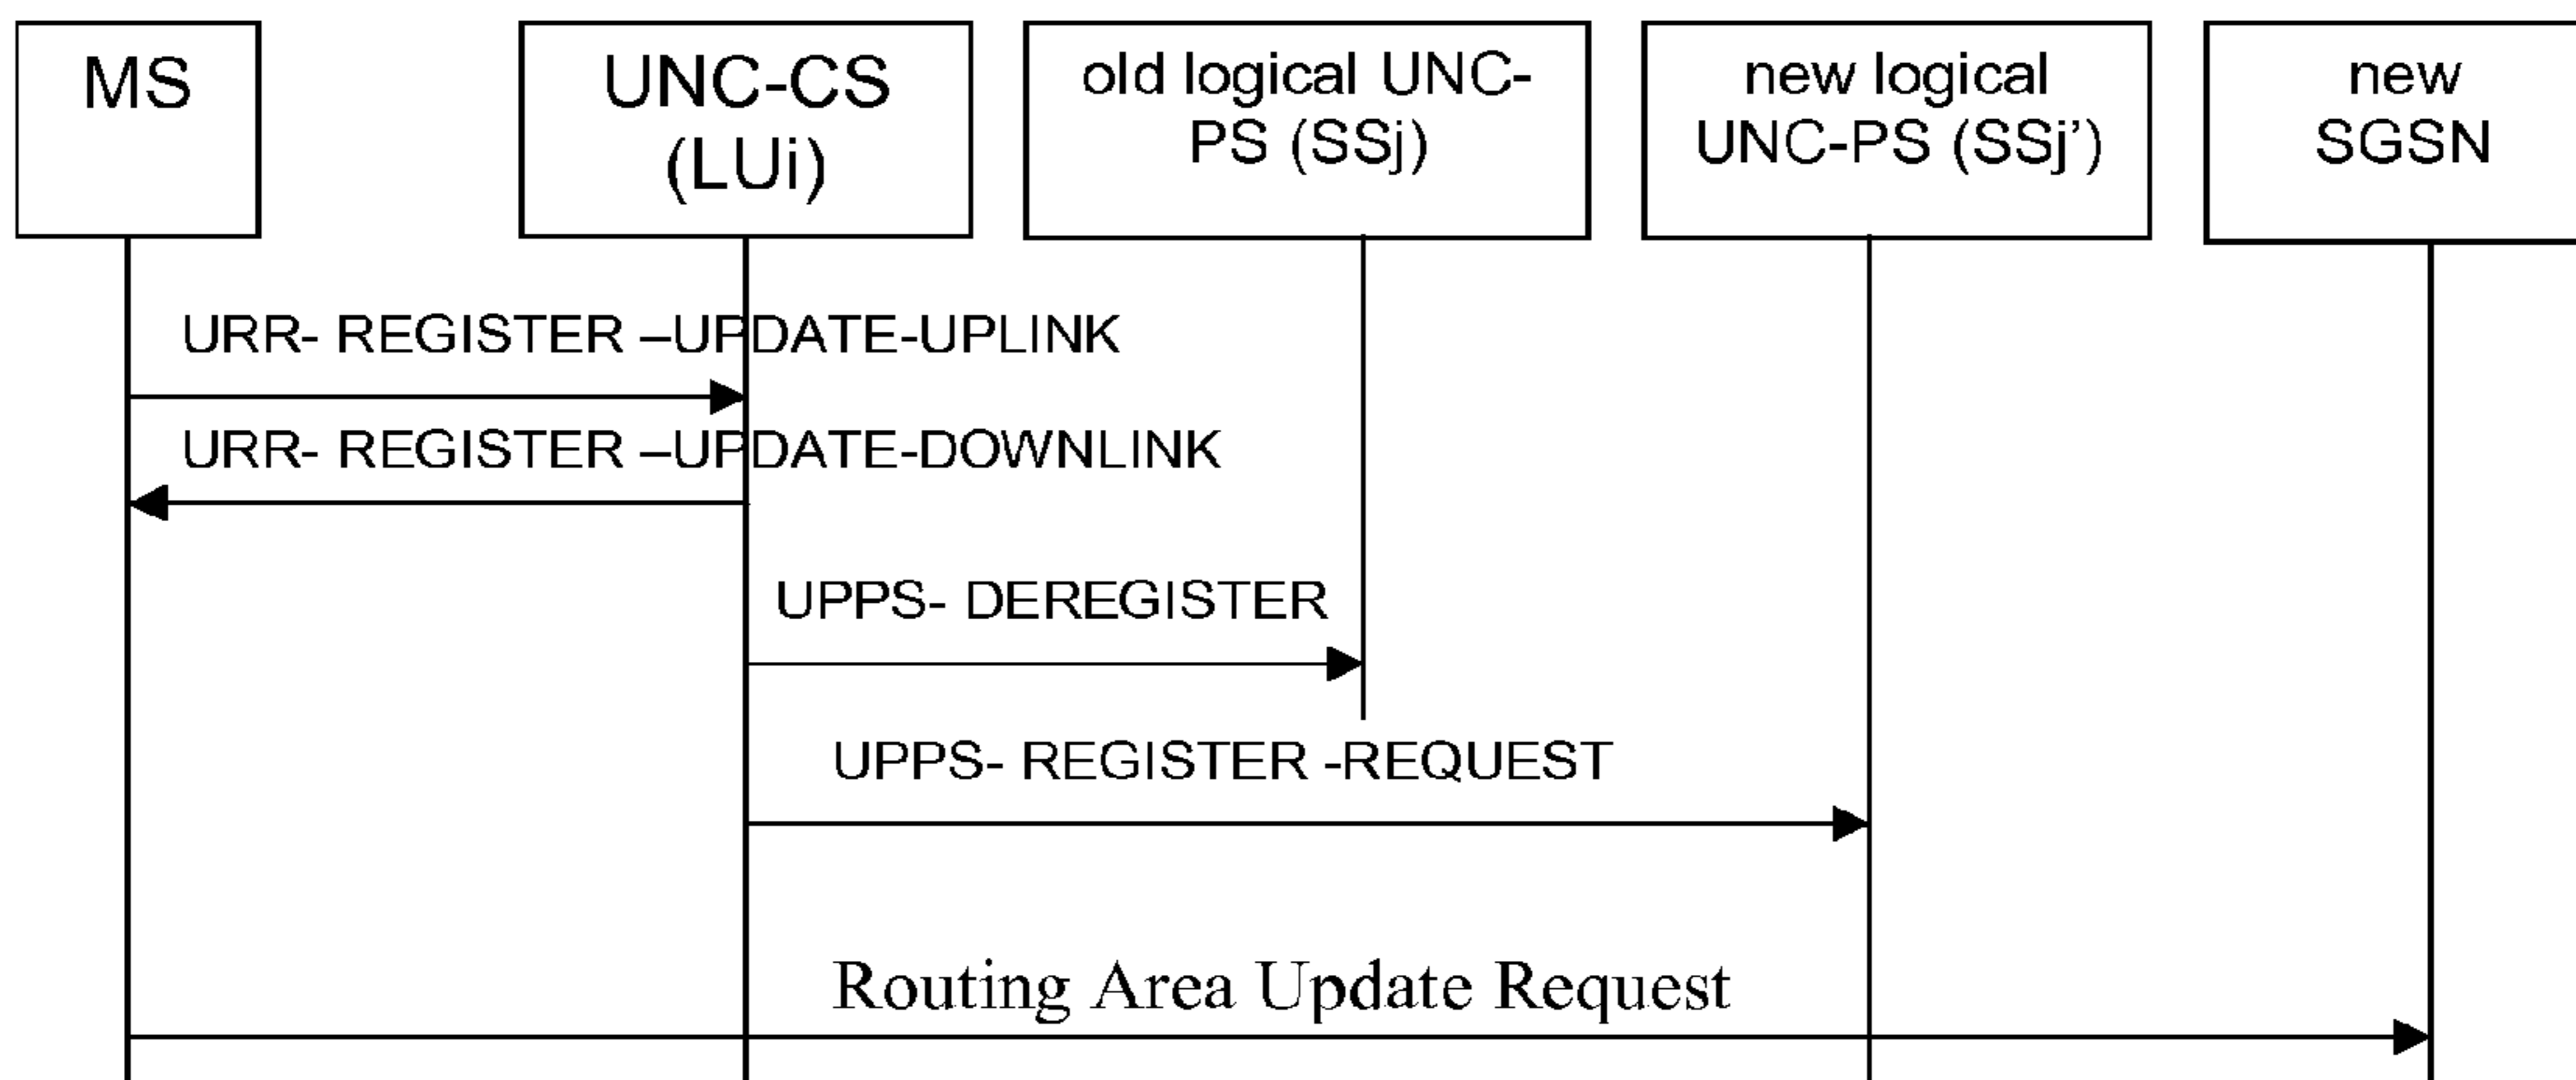 MS
UNC-CS
(LUi)
old logical UNC-
PS (SSj)
new logical
UNC-PS (SSj’)
new
SGSN
URR- REGISTER –UPDATE-UPLINK
URR- REGISTER –UPDATE-DOWNLINK
UPPS- DEREGISTER
UPPS- REGISTER -REQUEST
Routing Area Update Request